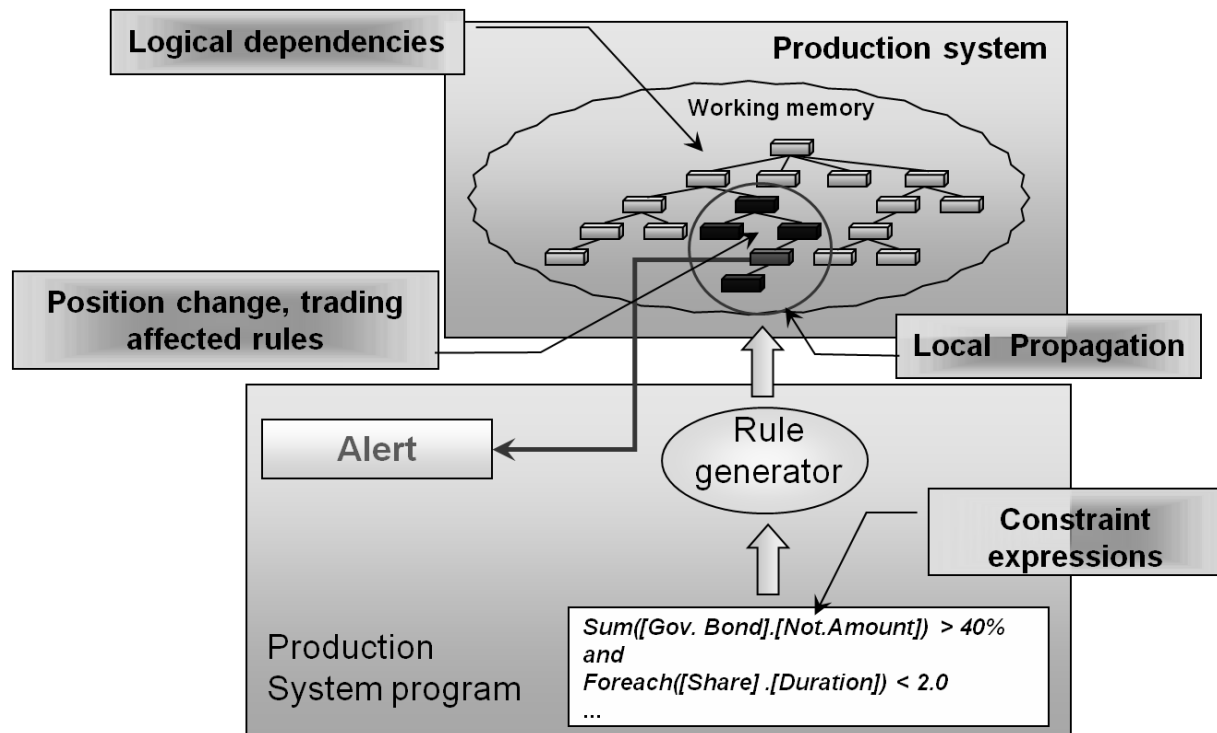 Logical dependencies
Production system
Working memory
Position change, trading
affected rules
Local Propagation
Alert
Rule
generator
Constraint
expressions
Production
System program
Sum([Gov. Bond].[Not.Amount]) > 40%
and
Foreach([Share] .[Duration]) < 2.0
...